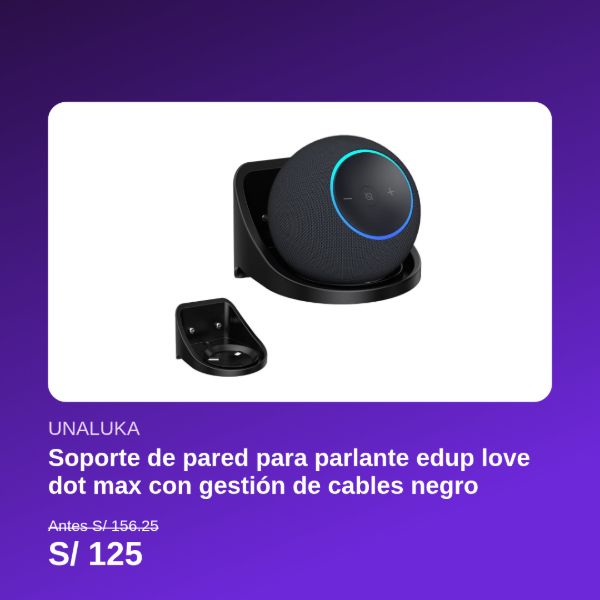 UNALUKA
Soporte de pared para parlante edup love
dot max con gestión de cables negro
Antes S/ 156.25
S/ 125